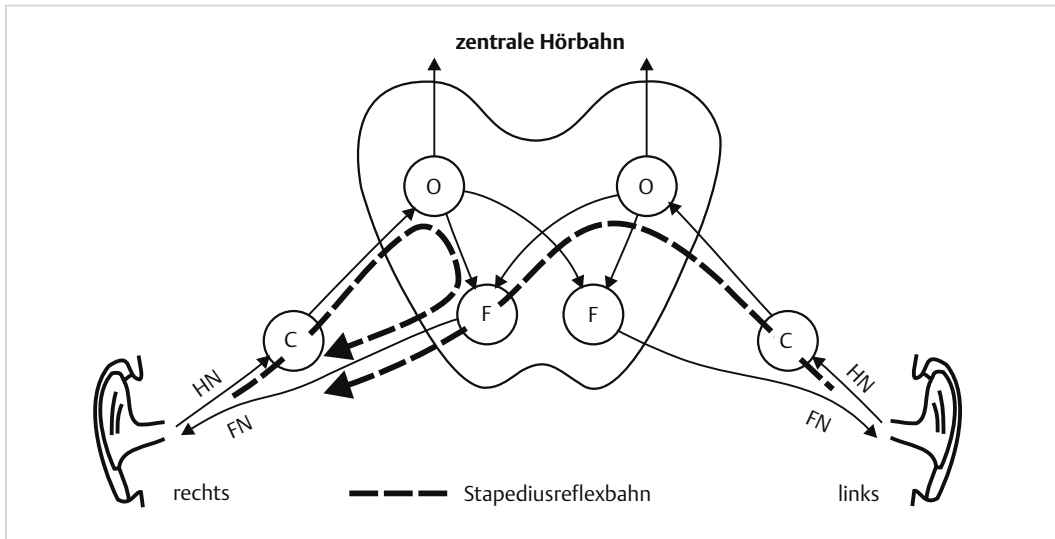 zentrale Hörbahn
O
O
F
F
C
C
HN
HN
FN
FN
rechts
Stapediusreflexbahn
links